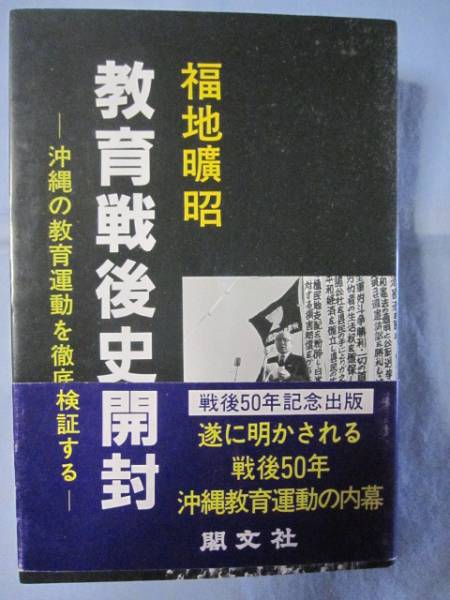 福地曠昭
教育戦後史開封
―沖縄の教育運動を徹底検証する―
戦後50年記念出版
遂に明かされる
戦後50年
沖縄教育運動の内幕
閣文社